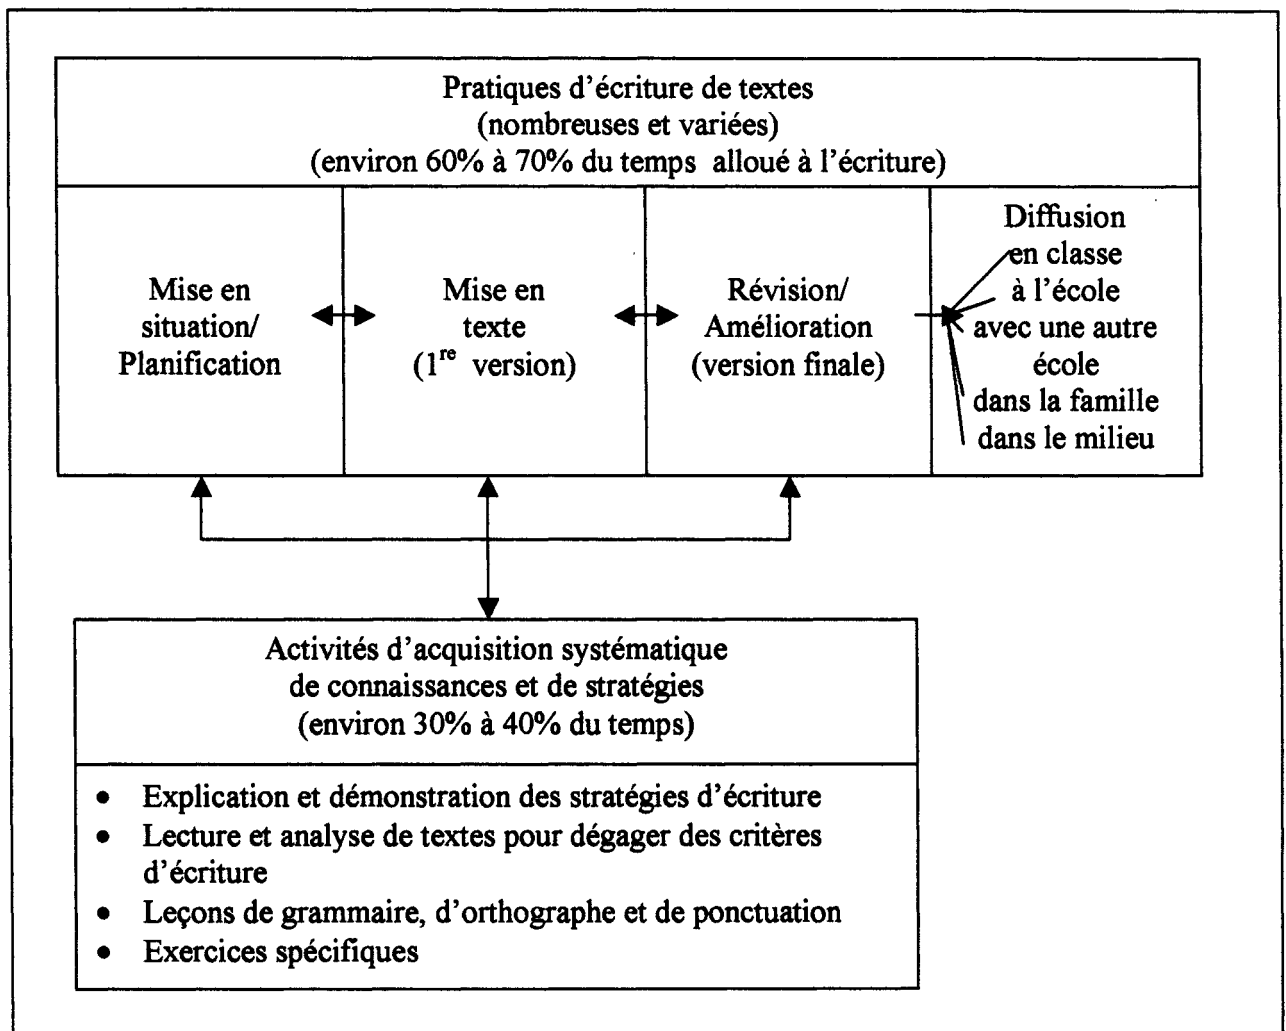 Pratiques d'écriture de textes
(nombreuses et variées)
(environ 60% à 70% du temps alloué à l'écriture)
Mise en
situation/
Planification
Mise en
texte
(1re version)
Révision/
Amélioration
(version finale)
Diffusion
en classe
à l'école
avec une autre
école
dans la famille
dans le milieu
Activités d'acquisition systématique
de connaissances et de stratégies
(environ 30% à 40% du temps)
• Explication et démonstration des stratégies d'écriture
• Lecture et analyse de textes pour dégager des critères
d'écriture
• Leçons de grammaire, d'orthographe et de ponctuation
• Exercices spécifiques